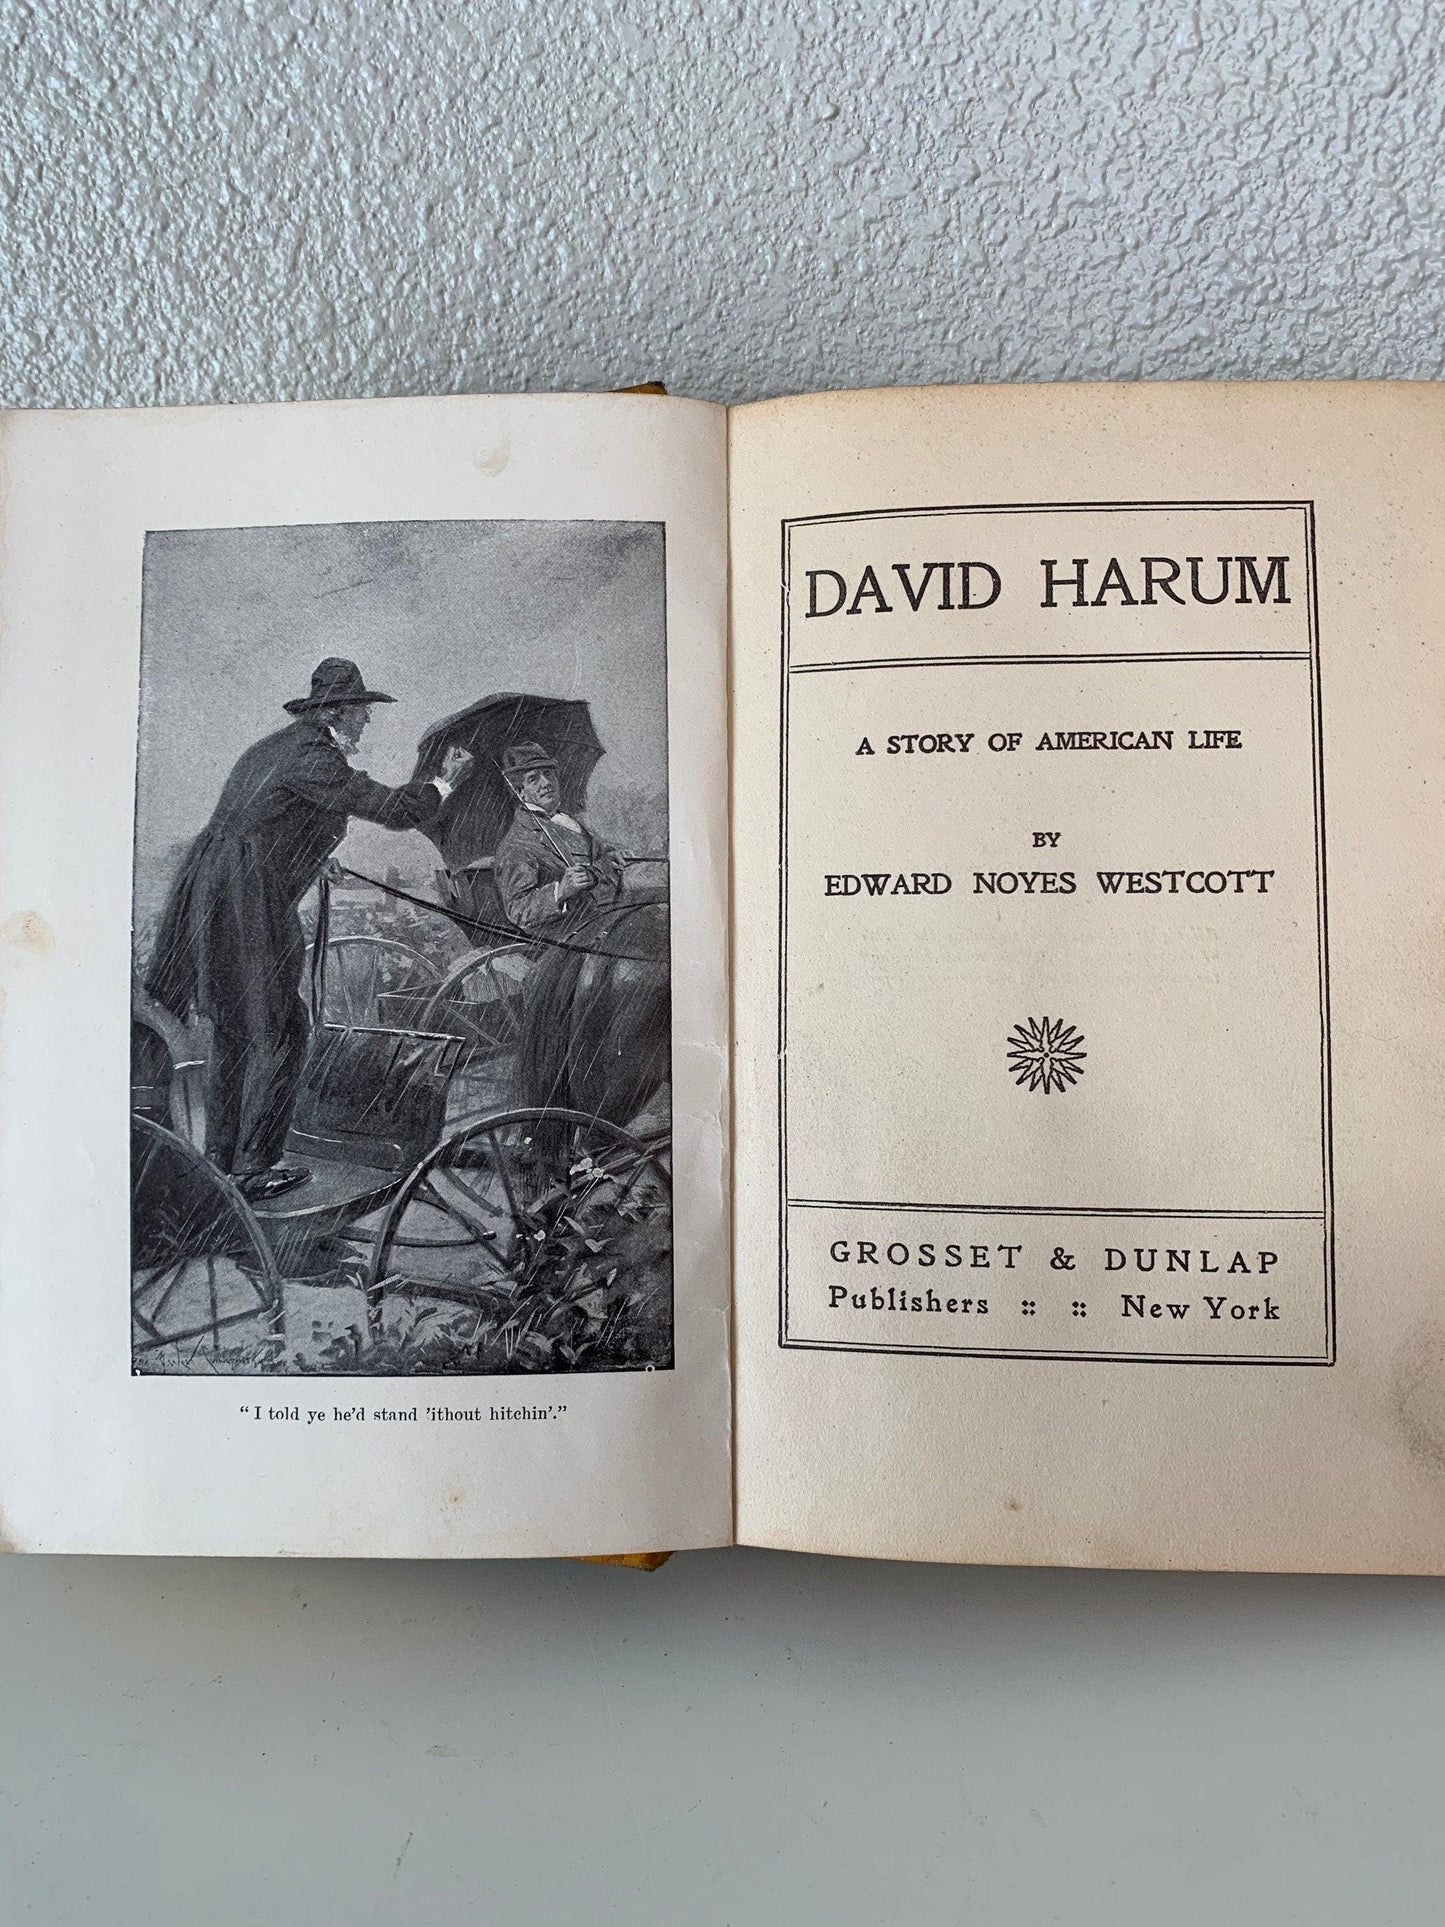 "I told ye he'd stand 'ithout hitchin'."
DAVID HARUM
A STORY OF AMERICAN LIFE
BY
EDWARD NOYES WESTCOTT
GROSSET & DUNLAP
Publishers :: :: New York